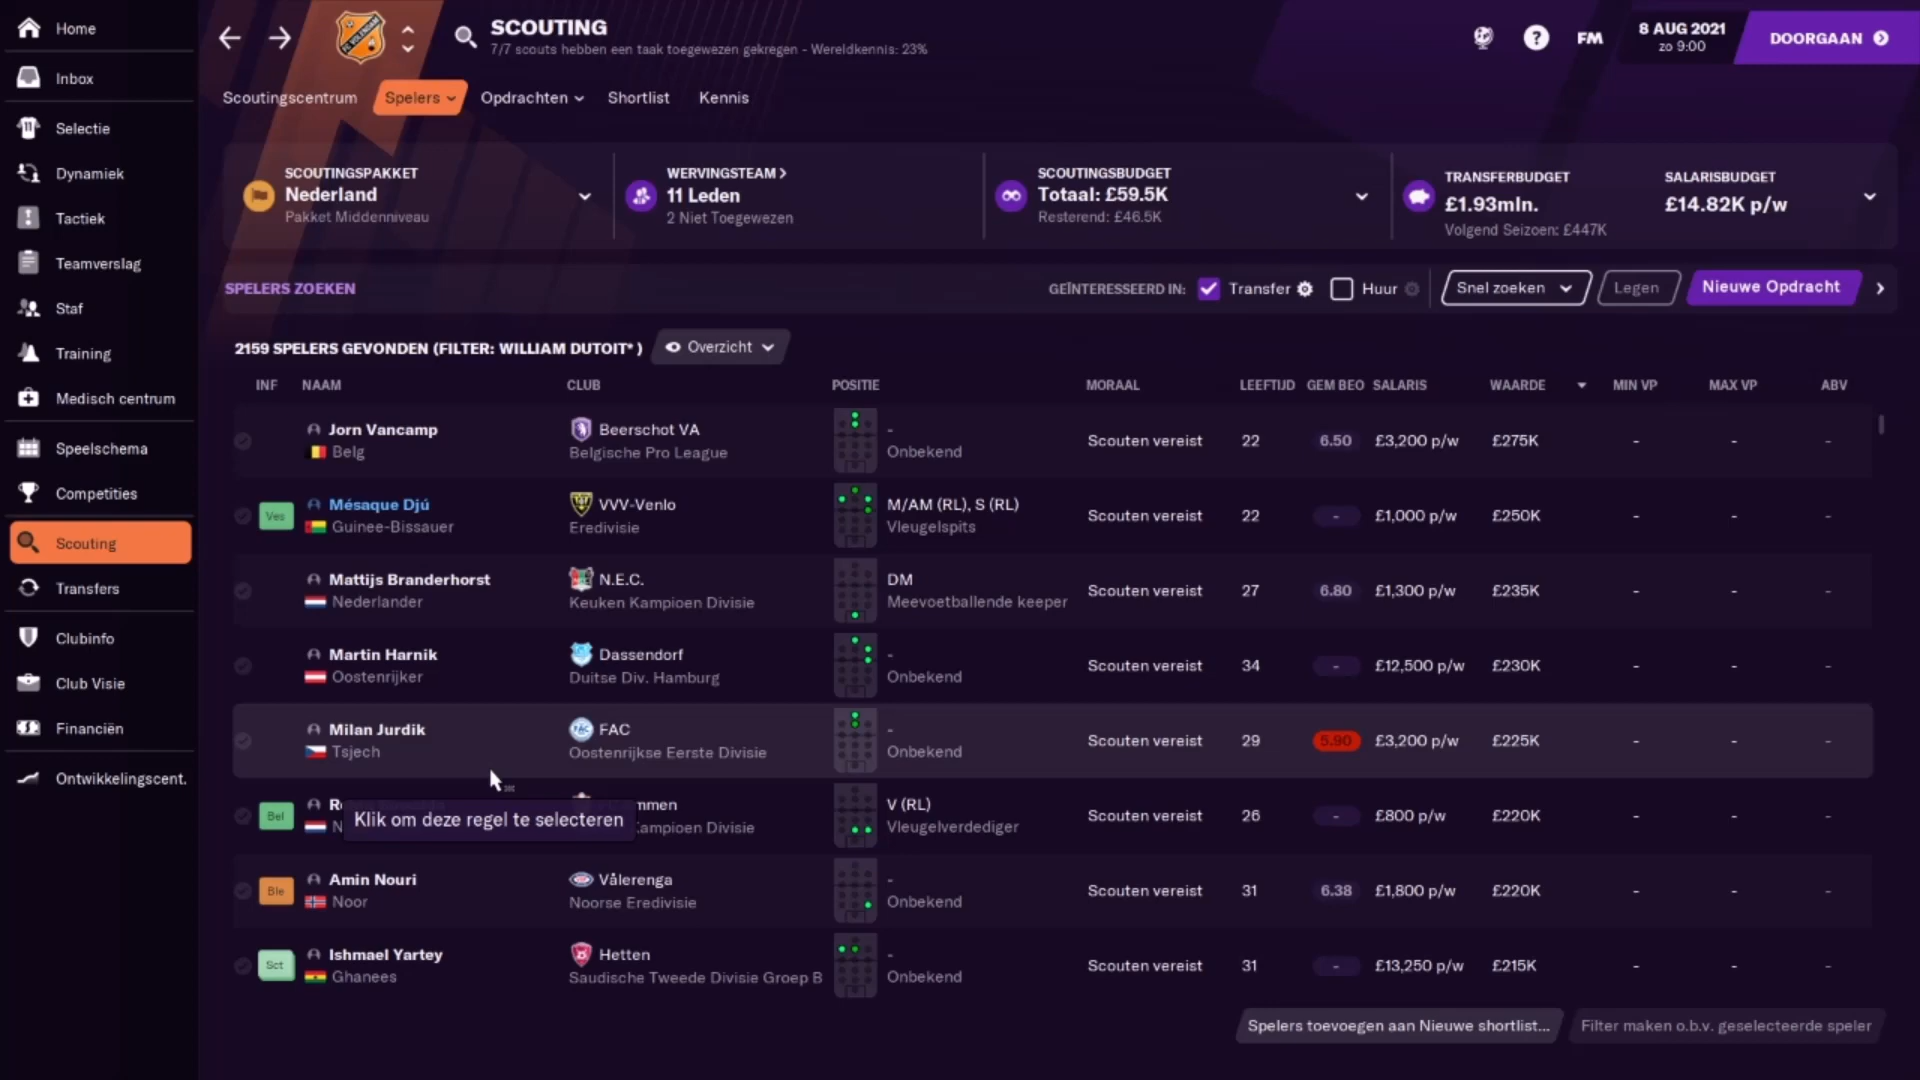 Home
Inbox
Selectie
Dynamiek
Tactiek
Teamverslag
Staf
Training
Medisch centrum
Speelschema
Competities
Scouting
Transfers
Clubinfo
Club Visie
Financiën
Ontwikkelingscent.
SCOUTING
7/7 scouts hebben een taak toegewezen gekregen - Wereldkennis: 23%
FM
8 AUG 2021
zo 9:00
DOORGAAN
Scoutingscentrum Spelers Opdrachten Shortlist Kennis
SCOUTINGSPAKKET
Nederland
Pakket Middenniveau
WERVINGSTEAM >
11 Leden
2 Niet Toegewezen
SCOUTINGSBUDGET
Totaal: £59.5K
Resterend: £46.5K
TRANSFERBUDGET
£1.93mln.
Volgend Seizoen: £447K
SALARISBUDGET
£14.82K p/w
SPELERS ZOEKEN
GEÏNTERESSEERD IN: Transfer Huur Snel zoeken Legen Nieuwe Opdracht
2159 SPELERS GEVONDEN (FILTER: WILLIAM DUTOIT* ) Overzicht
INF NAAM CLUB POSITIE MORAAL LEEFTIJD GEM BEO SALARIS WAARDE MIN VP MAX VP ABV
Jorn Vancamp Beerschot VA - Scouten vereist 22 6.50 £3,200 p/w £275K - - -
Belg Belgische Pro League Onbekend
Ves Mésaque Djú VVV-Venlo M/AM (RL), S (RL) Scouten vereist 22 - £1,000 p/w £250K - - -
Guinee-Bissauer Eredivisie Vleugelspits
Mattijs Branderhorst N.E.C. DM Scouten vereist 27 6.80 £1,300 p/w £235K - - -
Nederlander Keuken Kampioen Divisie Meevoetballende keeper
Martin Harnik Dassendorf - Scouten vereist 34 - £12,500 p/w £230K - - -
Oostenrijker Duitse Div. Hamburg Onbekend
Milan Jurdik FAC - Scouten vereist 29 5.90 £3,200 p/w £225K - - -
Tsjech Oostenrijkse Eerste Divisie Onbekend
Bel V (RL) Scouten vereist 26 - £800 p/w £220K - - -
Klik om deze regel te selecteren
Divisie Vleugelverdediger
Ble Amin Nouri Vålerenga - Scouten vereist 31 6.38 £1,800 p/w £220K - - -
Noor Noorse Eredivisie Onbekend
Sct Ishmael Yartey Hetten - Scouten vereist 31 - £13,250 p/w £215K - - -
Ghanees Saudische Tweede Divisie Groep B Onbekend
Spelers toevoegen aan Nieuwe shortlist... Filter maken o.b.v. geselecteerde speler